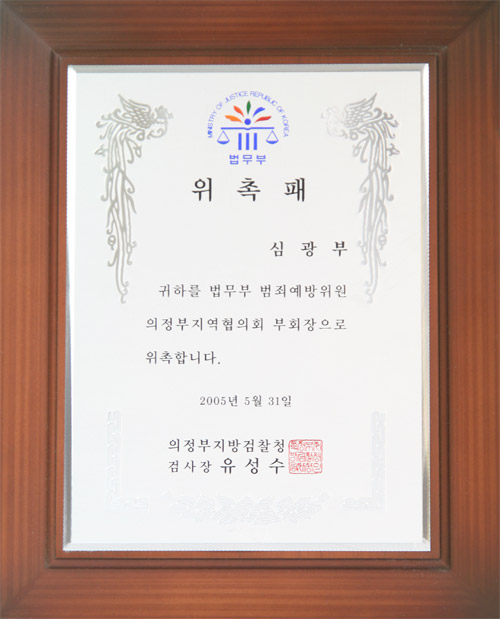 MINISTRY OF JUSTICE REPUBLIC OF KOREA
법무부
위 촉 패
심 광 부
귀하를 법무부 범죄예방위원
의정부지역협의회 부회장으로
위촉합니다.
2005년 5월 31일
의정부지방검찰청
검사장 유성수